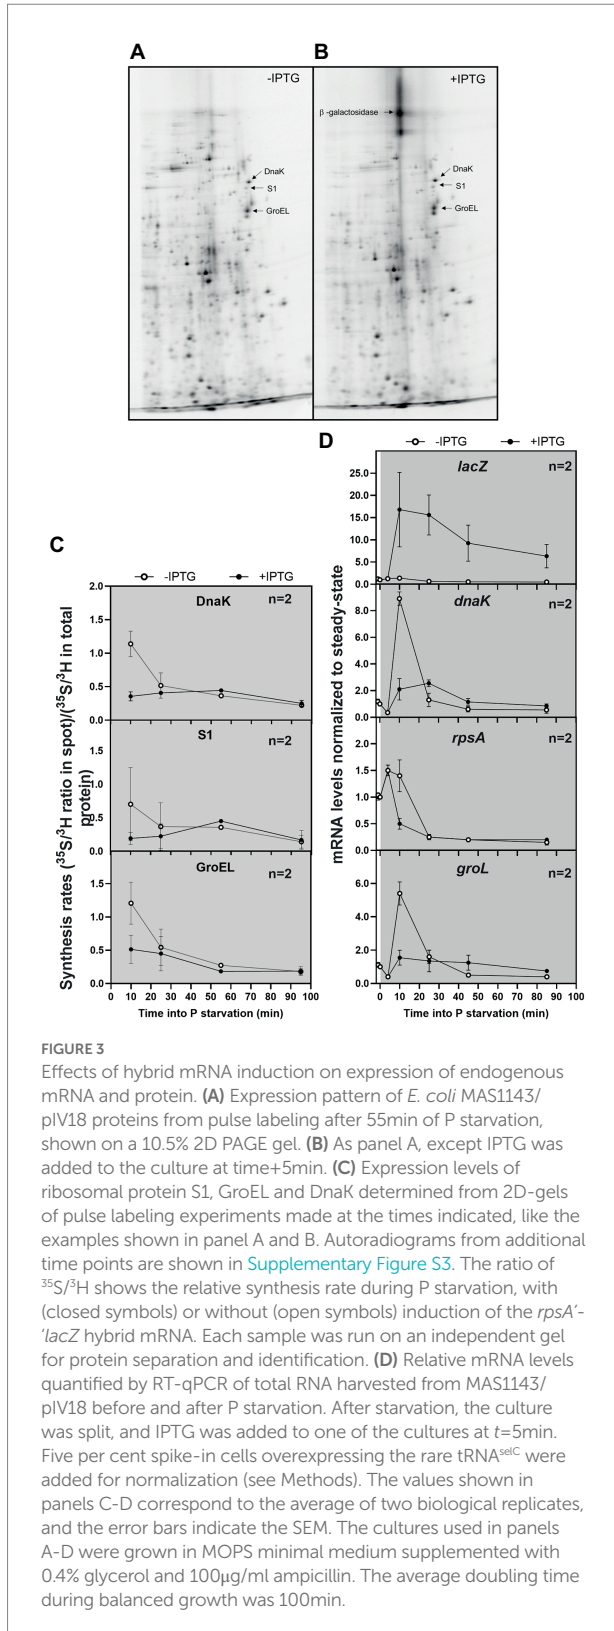 A
B
-IPTG
+IPTG
β -galactosidase
DnaK
S1
GroEL
DnaK
S1
GroEL
C
-IPTG
+IPTG
Synthesis rates (³⁵S/³H ratio in spot)/(³⁵S/³H in total
protein)
DnaK
n=2
2.0
1.5
1.0
0.5
0.0
S1
n=2
1.5
1.0
0.5
0.0
GroEL
n=2
1.5
1.0
0.5
0.0
0 10 20 30 40 50 60 70 80 90 100
Time into P starvation (min)
D
-IPTG
+IPTG
mRNA levels normalized to steady-state
lacZ
n=2
25.0
20.0
15.0
10.0
5.0
0.0
dnaK
n=2
8.0
6.0
4.0
2.0
0.0
rpsA
n=2
2.0
1.5
1.0
0.5
0.0
groL
n=2
6.0
4.0
2.0
0.0
0 10 20 30 40 50 60 70 80 90 100
Time into P starvation (min)
FIGURE 3
Effects of hybrid mRNA induction on expression of endogenous
mRNA and protein. (A) Expression pattern of E. coli MAS1143/
pIV18 proteins from pulse labeling after 55min of P starvation,
shown on a 10.5% 2D PAGE gel. (B) As panel A, except IPTG was
added to the culture at time+5min. (C) Expression levels of
ribosomal protein S1, GroEL and DnaK determined from 2D-gels
of pulse labeling experiments made at the times indicated, like the
examples shown in panel A and B. Autoradiograms from additional
time points are shown in Supplementary Figure S3. The ratio of
³⁵S/³H shows the relative synthesis rate during P starvation, with
(closed symbols) or without (open symbols) induction of the rpsA′-
‘lacZ hybrid mRNA. Each sample was run on an independent gel
for protein separation and identification. (D) Relative mRNA levels
quantified by RT-qPCR of total RNA harvested from MAS1143/
pIV18 before and after P starvation. After starvation, the culture
was split, and IPTG was added to one of the cultures at t=5min.
Five per cent spike-in cells overexpressing the rare tRNAˢᵉˡᶜ were
added for normalization (see Methods). The values shown in
panels C-D correspond to the average of two biological replicates,
and the error bars indicate the SEM. The cultures used in panels
A-D were grown in MOPS minimal medium supplemented with
0.4% glycerol and 100μg/ml ampicillin. The average doubling time
during balanced growth was 100min.